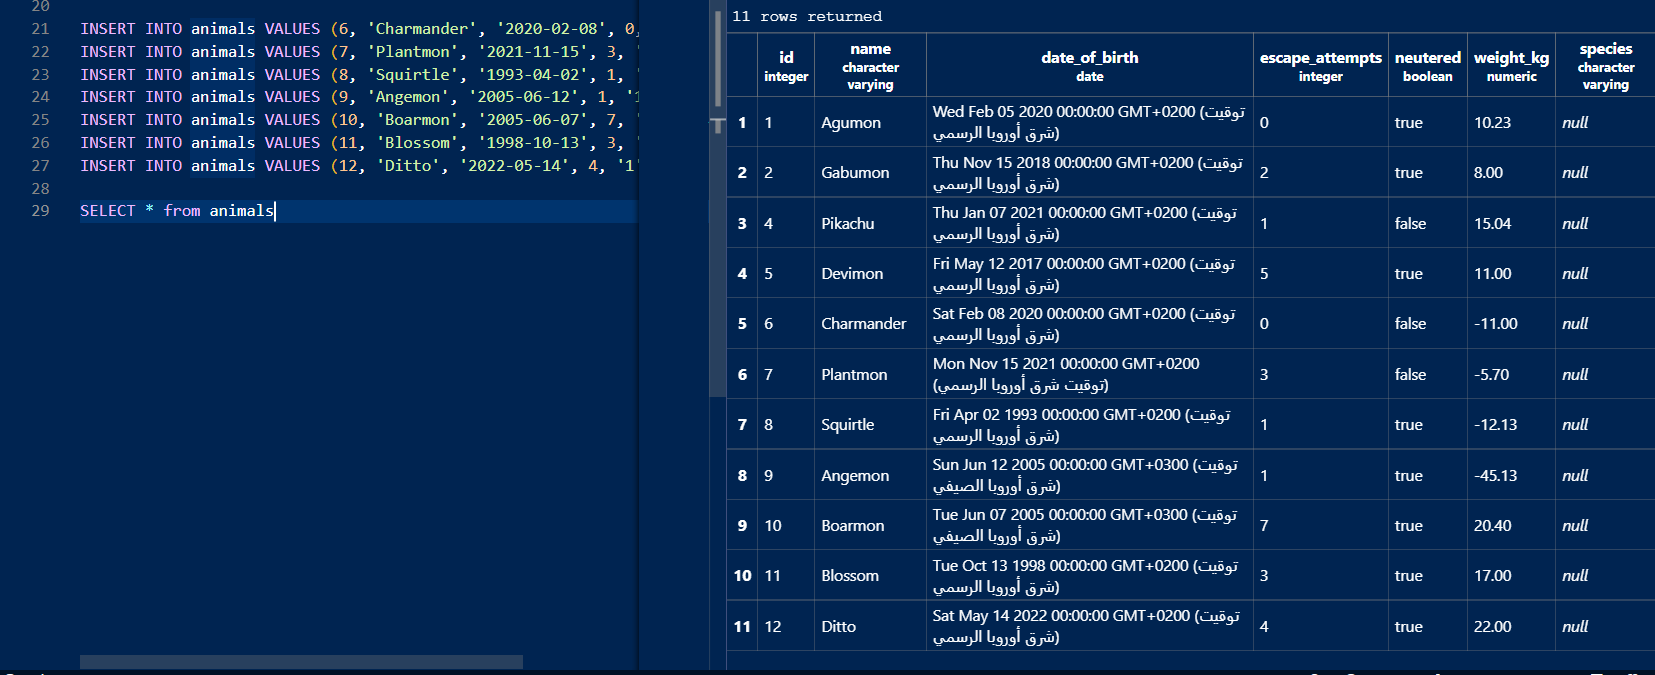 20
21 INSERT INTO animals VALUES (6, 'Charmander', '2020-02-08', 0,
22 INSERT INTO animals VALUES (7, 'Plantmon', '2021-11-15', 3, '
23 INSERT INTO animals VALUES (8, 'Squirtle', '1993-04-02', 1, '
24 INSERT INTO animals VALUES (9, 'Angemon', '2005-06-12', 1, '1
25 INSERT INTO animals VALUES (10, 'Boarmon', '2005-06-07', 7, '
26 INSERT INTO animals VALUES (11, 'Blossom', '1998-10-13', 3, '
27 INSERT INTO animals VALUES (12, 'Ditto', '2022-05-14', 4, '1'
28
29 SELECT * from animals
11 rows returned
id integer
name character varying
date_of_birth date
escape_attempts integer
neutered boolean
weight_kg numeric
species character varying
1 1 Agumon Wed Feb 05 2020 00:00:00 GMT+0200 (توقيت 0 true 10.23 null
شرق أوروبا الرسمي)
2 2 Gabumon Thu Nov 15 2018 00:00:00 GMT+0200 (توقيت 2 true 8.00 null
شرق أوروبا الرسمي)
3 4 Pikachu Thu Jan 07 2021 00:00:00 GMT+0200 (توقيت 1 false 15.04 null
شرق أوروبا الرسمي)
4 5 Devimon Fri May 12 2017 00:00:00 GMT+0200 (توقيت 5 true 11.00 null
شرق أوروبا الرسمي)
5 6 Charmander Sat Feb 08 2020 00:00:00 GMT+0200 (توقيت 0 false -11.00 null
شرق أوروبا الرسمي)
6 7 Plantmon Mon Nov 15 2021 00:00:00 GMT+0200 3 false -5.70 null
(توقيت شرق أوروبا الرسمي)
7 8 Squirtle Fri Apr 02 1993 00:00:00 GMT+0200 (توقيت 1 true -12.13 null
شرق أوروبا الرسمي)
8 9 Angemon Sun Jun 12 2005 00:00:00 GMT+0300 (توقيت 1 true -45.13 null
شرق أوروبا الصيفي)
9 10 Boarmon Tue Jun 07 2005 00:00:00 GMT+0300 (توقيت 7 true 20.40 null
شرق أوروبا الصيفي)
10 11 Blossom Tue Oct 13 1998 00:00:00 GMT+0200 (توقيت 3 true 17.00 null
شرق أوروبا الرسمي)
11 12 Ditto Sat May 14 2022 00:00:00 GMT+0200 (توقيت 4 true 22.00 null
شرق أوروبا الرسمي)